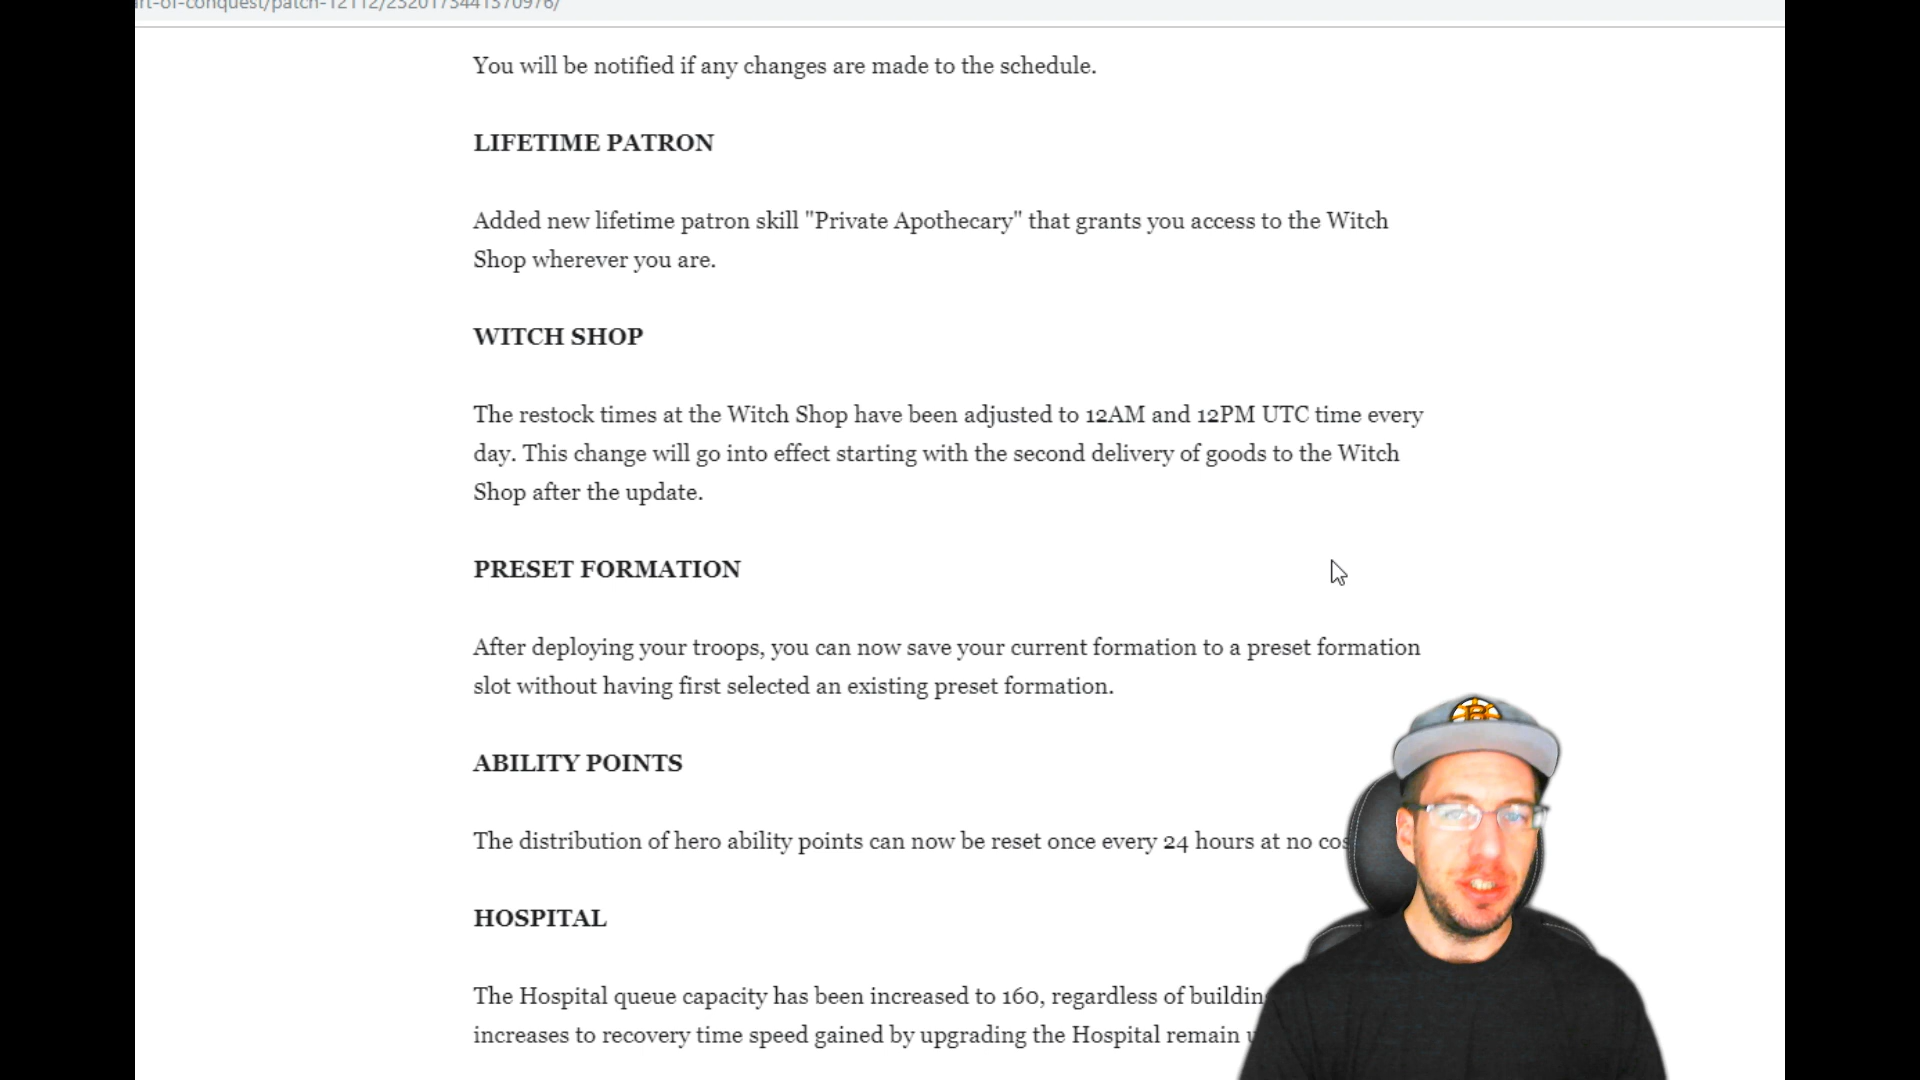 art-of-conquest/patch-12112/2320173441370976/
You will be notified if any changes are made to the schedule.
LIFETIME PATRON
Added new lifetime patron skill "Private Apothecary" that grants you access to the Witch
Shop wherever you are.
WITCH SHOP
The restock times at the Witch Shop have been adjusted to 12AM and 12PM UTC time every
day. This change will go into effect starting with the second delivery of goods to the Witch
Shop after the update.
PRESET FORMATION
After deploying your troops, you can now save your current formation to a preset formation
slot without having first selected an existing preset formation.
B
ABILITY POINTS
The distribution of hero ability points can now be reset once every 24 hours at no
HOSPITAL
The Hospital queue capacity has been increased to 160, regardless of
increases to recovery time speed gained by upgrading the Hospital remain